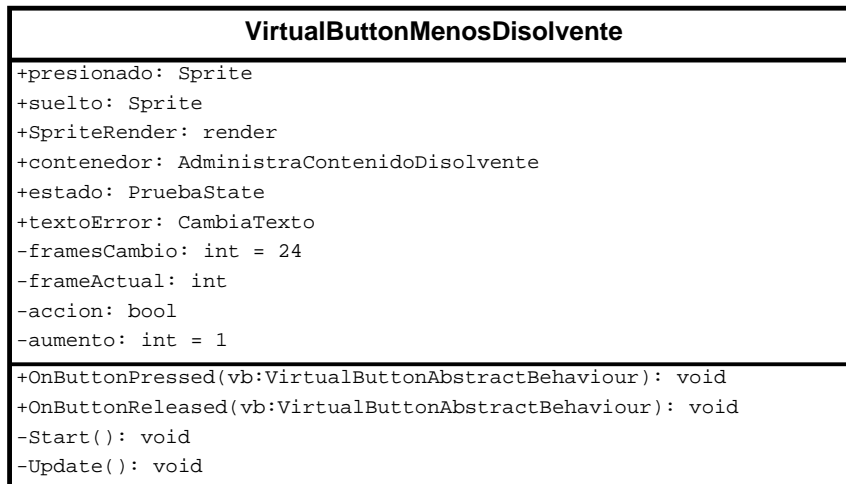 VirtualButtonMenosDisolvente
+presionado: Sprite
+suelto: Sprite
+SpriteRender: render
+contenedor: AdministraContenidoDisolvente
+estado: PruebaState
+textoError: CambiaTexto
-framesCambio: int = 24
-frameActual: int
-accion: bool
-aumento: int = 1
+OnButtonPressed(vb:VirtualButtonAbstractBehaviour): void
+OnButtonReleased(vb:VirtualButtonAbstractBehaviour): void
-Start(): void
-Update(): void